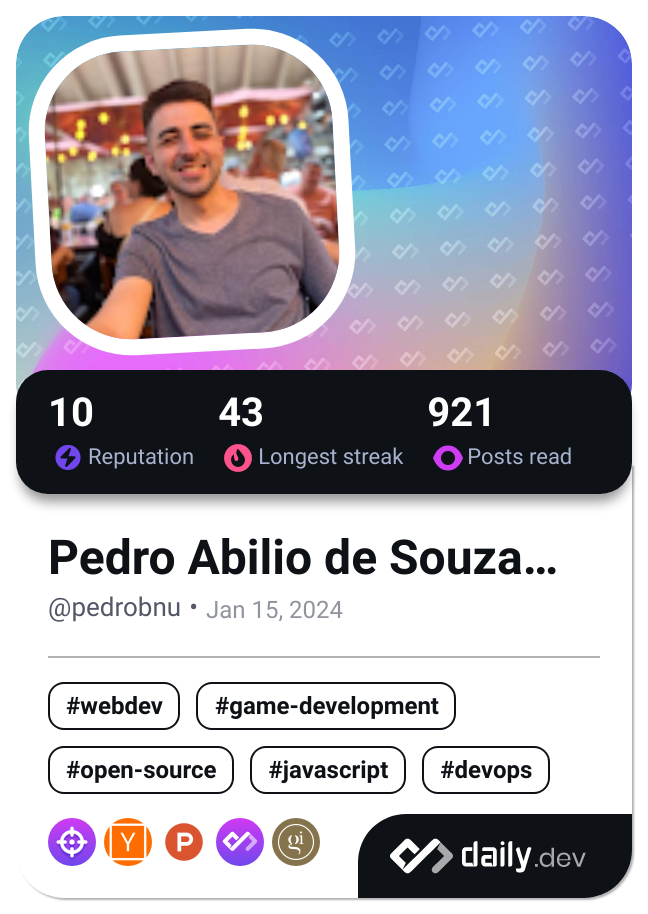 10 43 921
Reputation Longest streak Posts read
Pedro Abilio de Souza...
@pedrobnu • Jan 15, 2024
#webdev #game-development
#open-source #javascript #devops
Y P gi
daily.dev